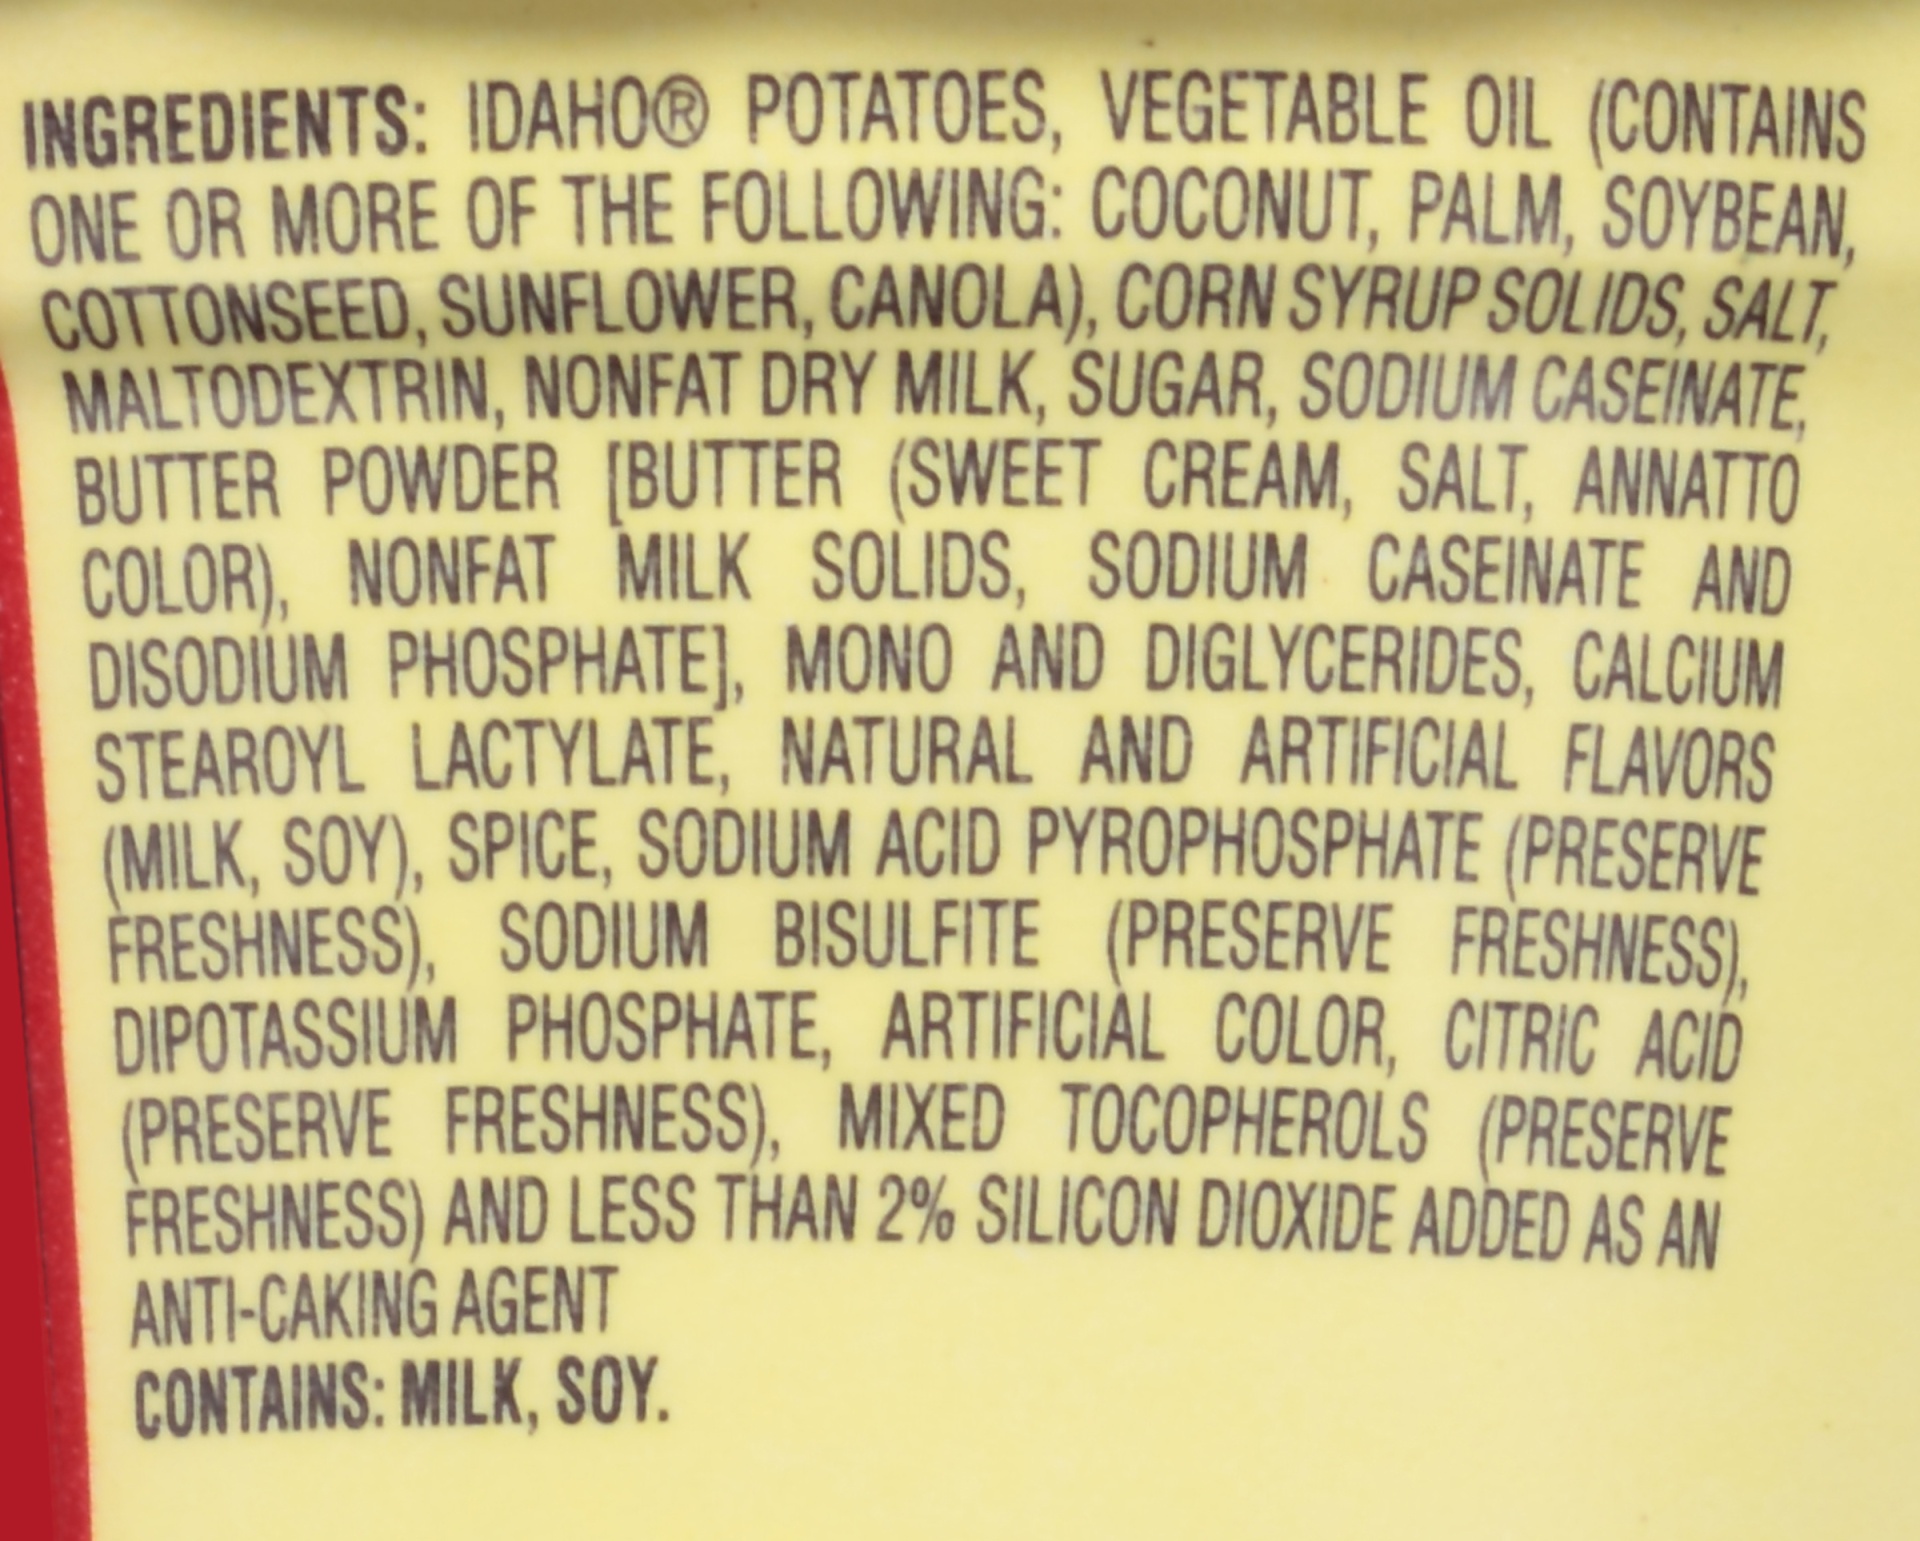 INGREDIENTS: IDAHO® POTATOES, VEGETABLE OIL (CONTAINS
ONE OR MORE OF THE FOLLOWING: COCONUT, PALM, SOYBEAN,
COTTONSEED, SUNFLOWER, CANOLA), CORN SYRUP SOLIDS, SALT,
MALTODEXTRIN, NONFAT DRY MILK, SUGAR, SODIUM CASEINATE,
BUTTER POWDER [BUTTER (SWEET CREAM, SALT, ANNATTO
COLOR), NONFAT MILK SOLIDS, SODIUM CASEINATE AND
DISODIUM PHOSPHATE], MONO AND DIGLYCERIDES, CALCIUM
STEAROYL LACTYLATE, NATURAL AND ARTIFICIAL FLAVORS
(MILK, SOY), SPICE, SODIUM ACID PYROPHOSPHATE (PRESERVE
FRESHNESS), SODIUM BISULFITE (PRESERVE FRESHNESS),
DIPOTASSIUM PHOSPHATE, ARTIFICIAL COLOR, CITRIC ACID
(PRESERVE FRESHNESS), MIXED TOCOPHEROLS (PRESERVE
FRESHNESS) AND LESS THAN 2% SILICON DIOXIDE ADDED AS AN
ANTI-CAKING AGENT
CONTAINS: MILK, SOY.